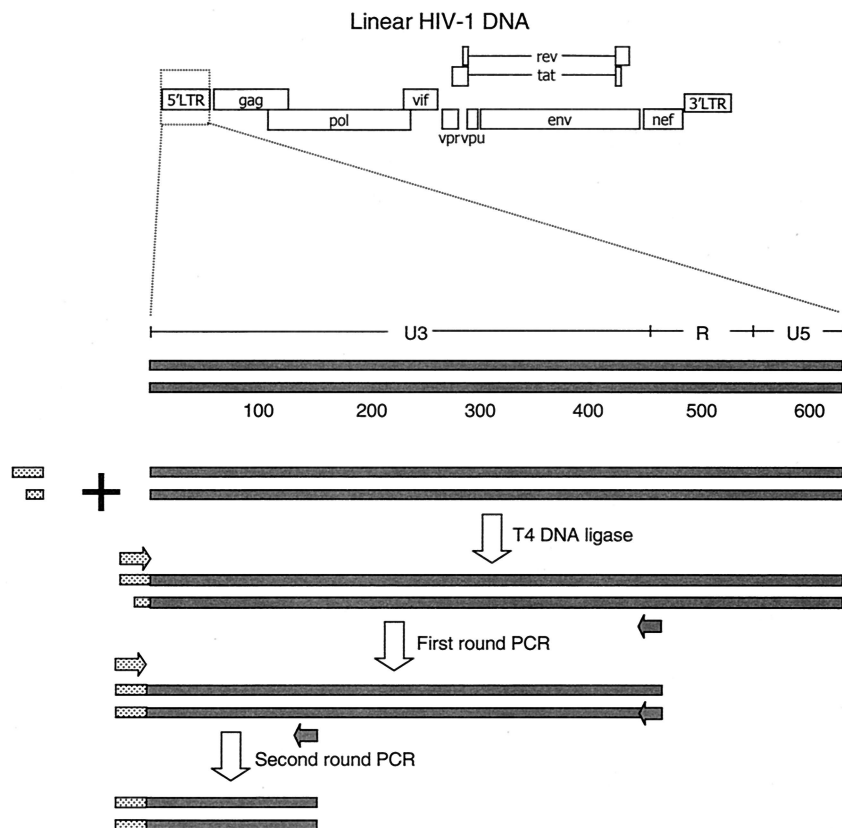 Linear HIV-1 DNA
rev
tat
5'LTR
gag
vif
3'LTR
pol
env
nef
vpr
vpu
U3
R
U5
100 200 300 400 500 600
+
T4 DNA ligase
First round PCR
Second round PCR